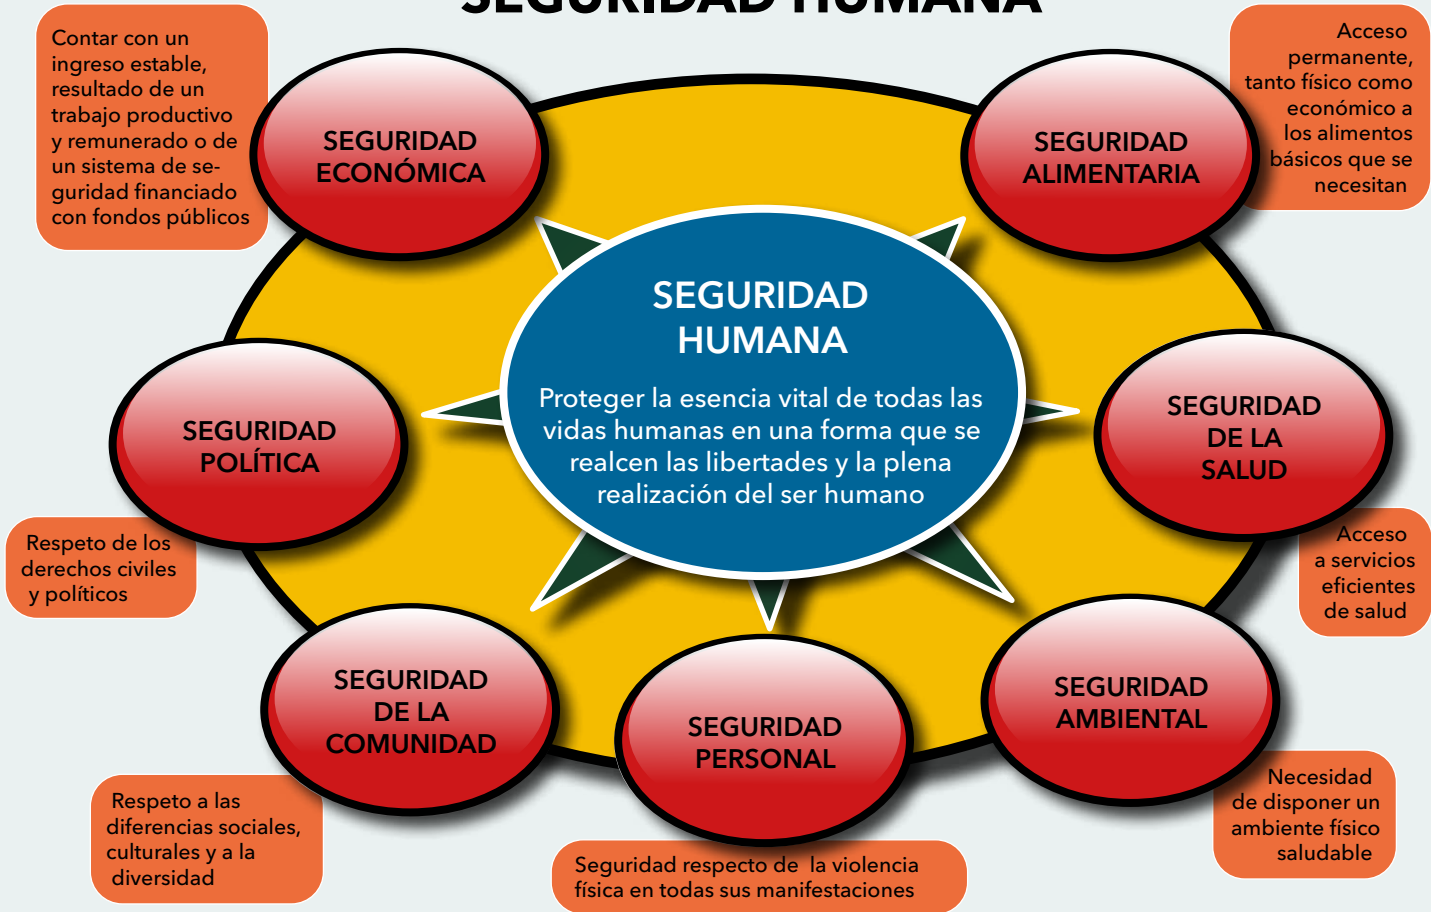 SEGURIDAD HUMANA
Contar con un
ingreso estable,
resultado de un
trabajo productivo
y remunerado o de
un sistema de se-
guridad financiado
con fondos públicos
SEGURIDAD
ECONÓMICA
SEGURIDAD
ALIMENTARIA
Acceso
permanente,
tanto físico como
económico a
los alimentos
básicos que se
necesitan
SEGURIDAD
HUMANA
Proteger la esencia vital de todas las
vidas humanas en una forma que se
realcen las libertades y la plena
realización del ser humano
SEGURIDAD
POLÍTICA
Respeto de los
derechos civiles
y políticos
SEGURIDAD
DE LA
SALUD
Acceso
a servicios
eficientes
de salud
SEGURIDAD
DE LA
COMUNIDAD
Respeto a las
diferencias sociales,
culturales y a la
diversidad
SEGURIDAD
PERSONAL
Seguridad respecto de  la violencia
física en todas sus manifestaciones
SEGURIDAD
AMBIENTAL
Necesidad
de disponer un
ambiente físico
saludable